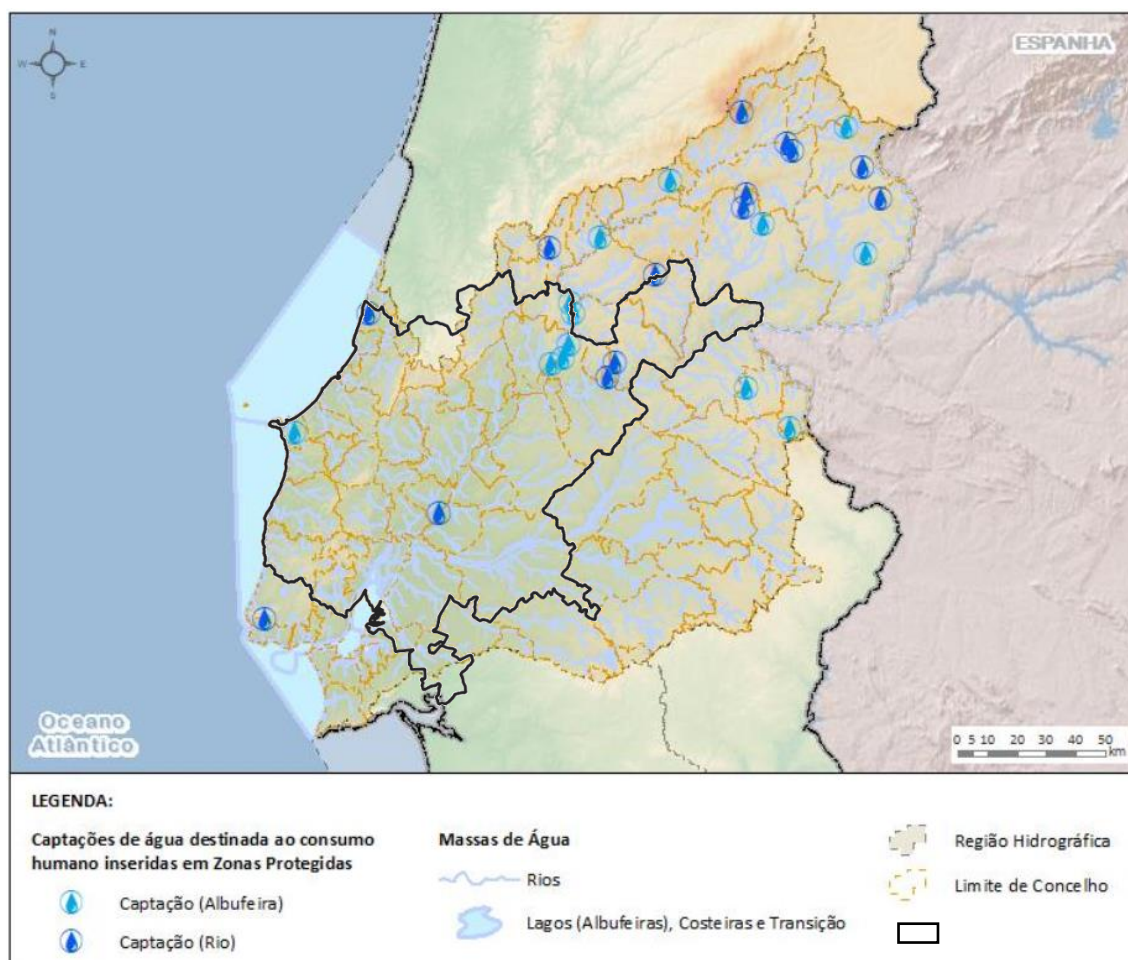 N
W E
S
ESPANHA
Oceano
Atlântico
0 5 10 20 30 40 50
km
LEGENDA:
Captações de água destinada ao consumo
humano inseridas em Zonas Protegidas
Captação (Albufeira)
Captação (Rio)
Massas de Água
Rios
Lagos (Albufeiras), Costeiras e Transição
Região Hidrográfica
Limite de Concelho